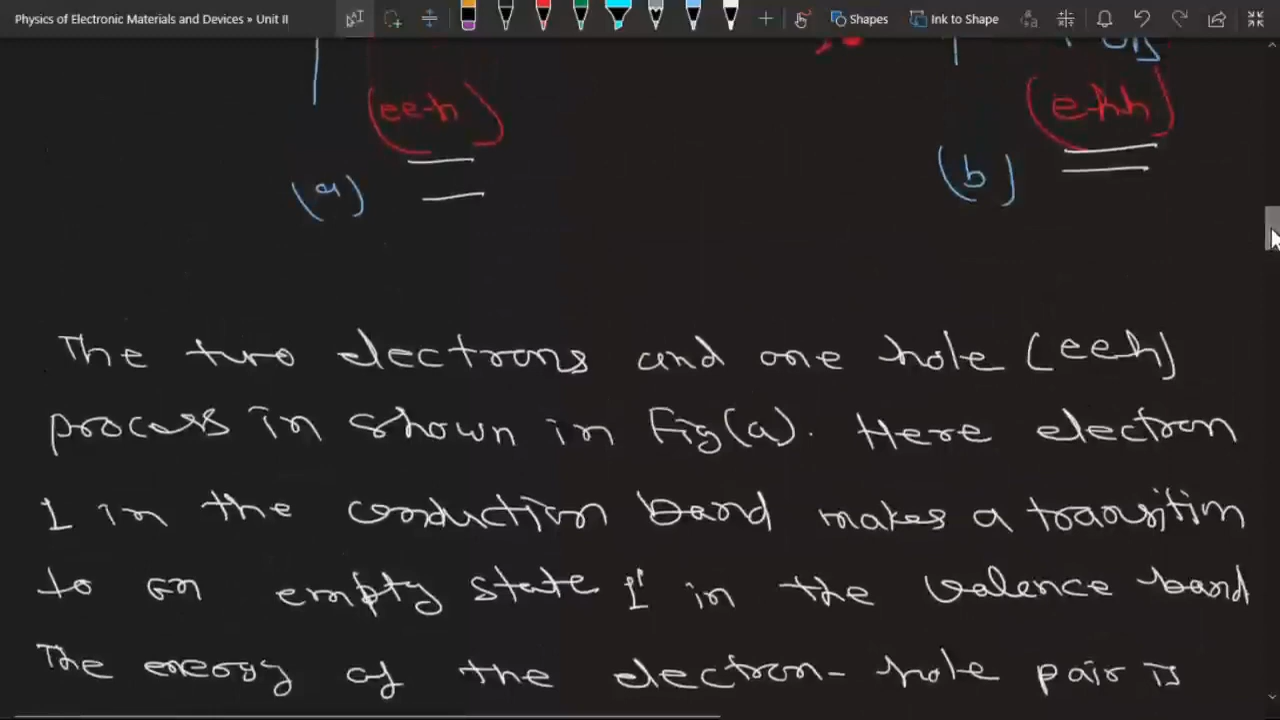 Physics of Electronic Materials and Devices » Unit II
Shapes
Ink to Shape
(eeh)
(ehh)
(a)
(b)
The two electrons and one hole (eeh)
process in shown in Fig(a). Here electron
1 in the conduction band makes a transition
to an empty state 1' in the valence band
The energy of the electron-hole pair is